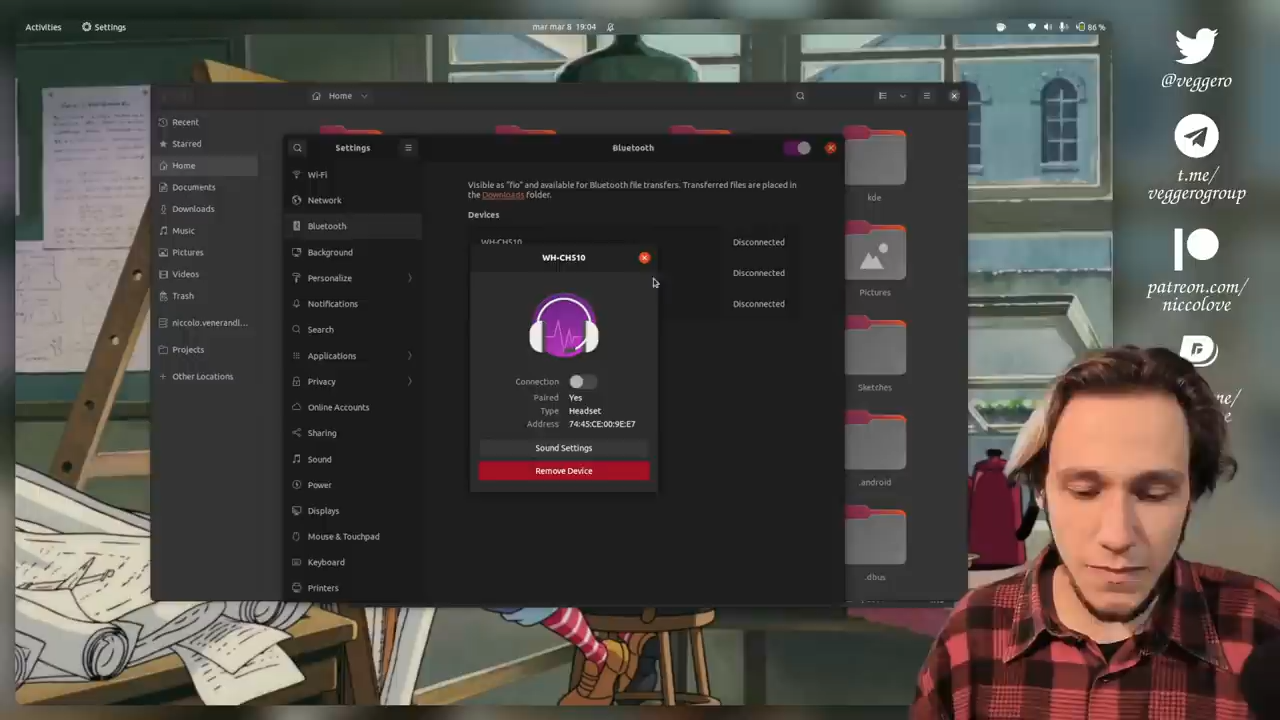 Activities
Settings
mar mar 8 19:04
86 %
@veggero
t.me/
veggerogroup
patreon.com/
niccolove
ne/
e
Home
Recent
Starred
Home
Documents
Downloads
Music
Pictures
Videos
Trash
niccolo.venerandl...
Projects
Other Locations
kde
Pictures
Sketches
.android
.dbus
Settings
Wi-Fi
Network
Bluetooth
Background
Personalize
Notifications
Search
Applications
Privacy
Online Accounts
Sharing
Sound
Power
Displays
Mouse & Touchpad
Keyboard
Printers
Bluetooth
Visible as "fio" and available for Bluetooth file transfers. Transferred files are placed in
the Downloads folder.
Devices
WH-CH510
Disconnected
Disconnected
Disconnected
WH-CH510
Connection
Paired Yes
Type Headset
Address 74:45:CE:00:9E:E7
Sound Settings
Remove Device